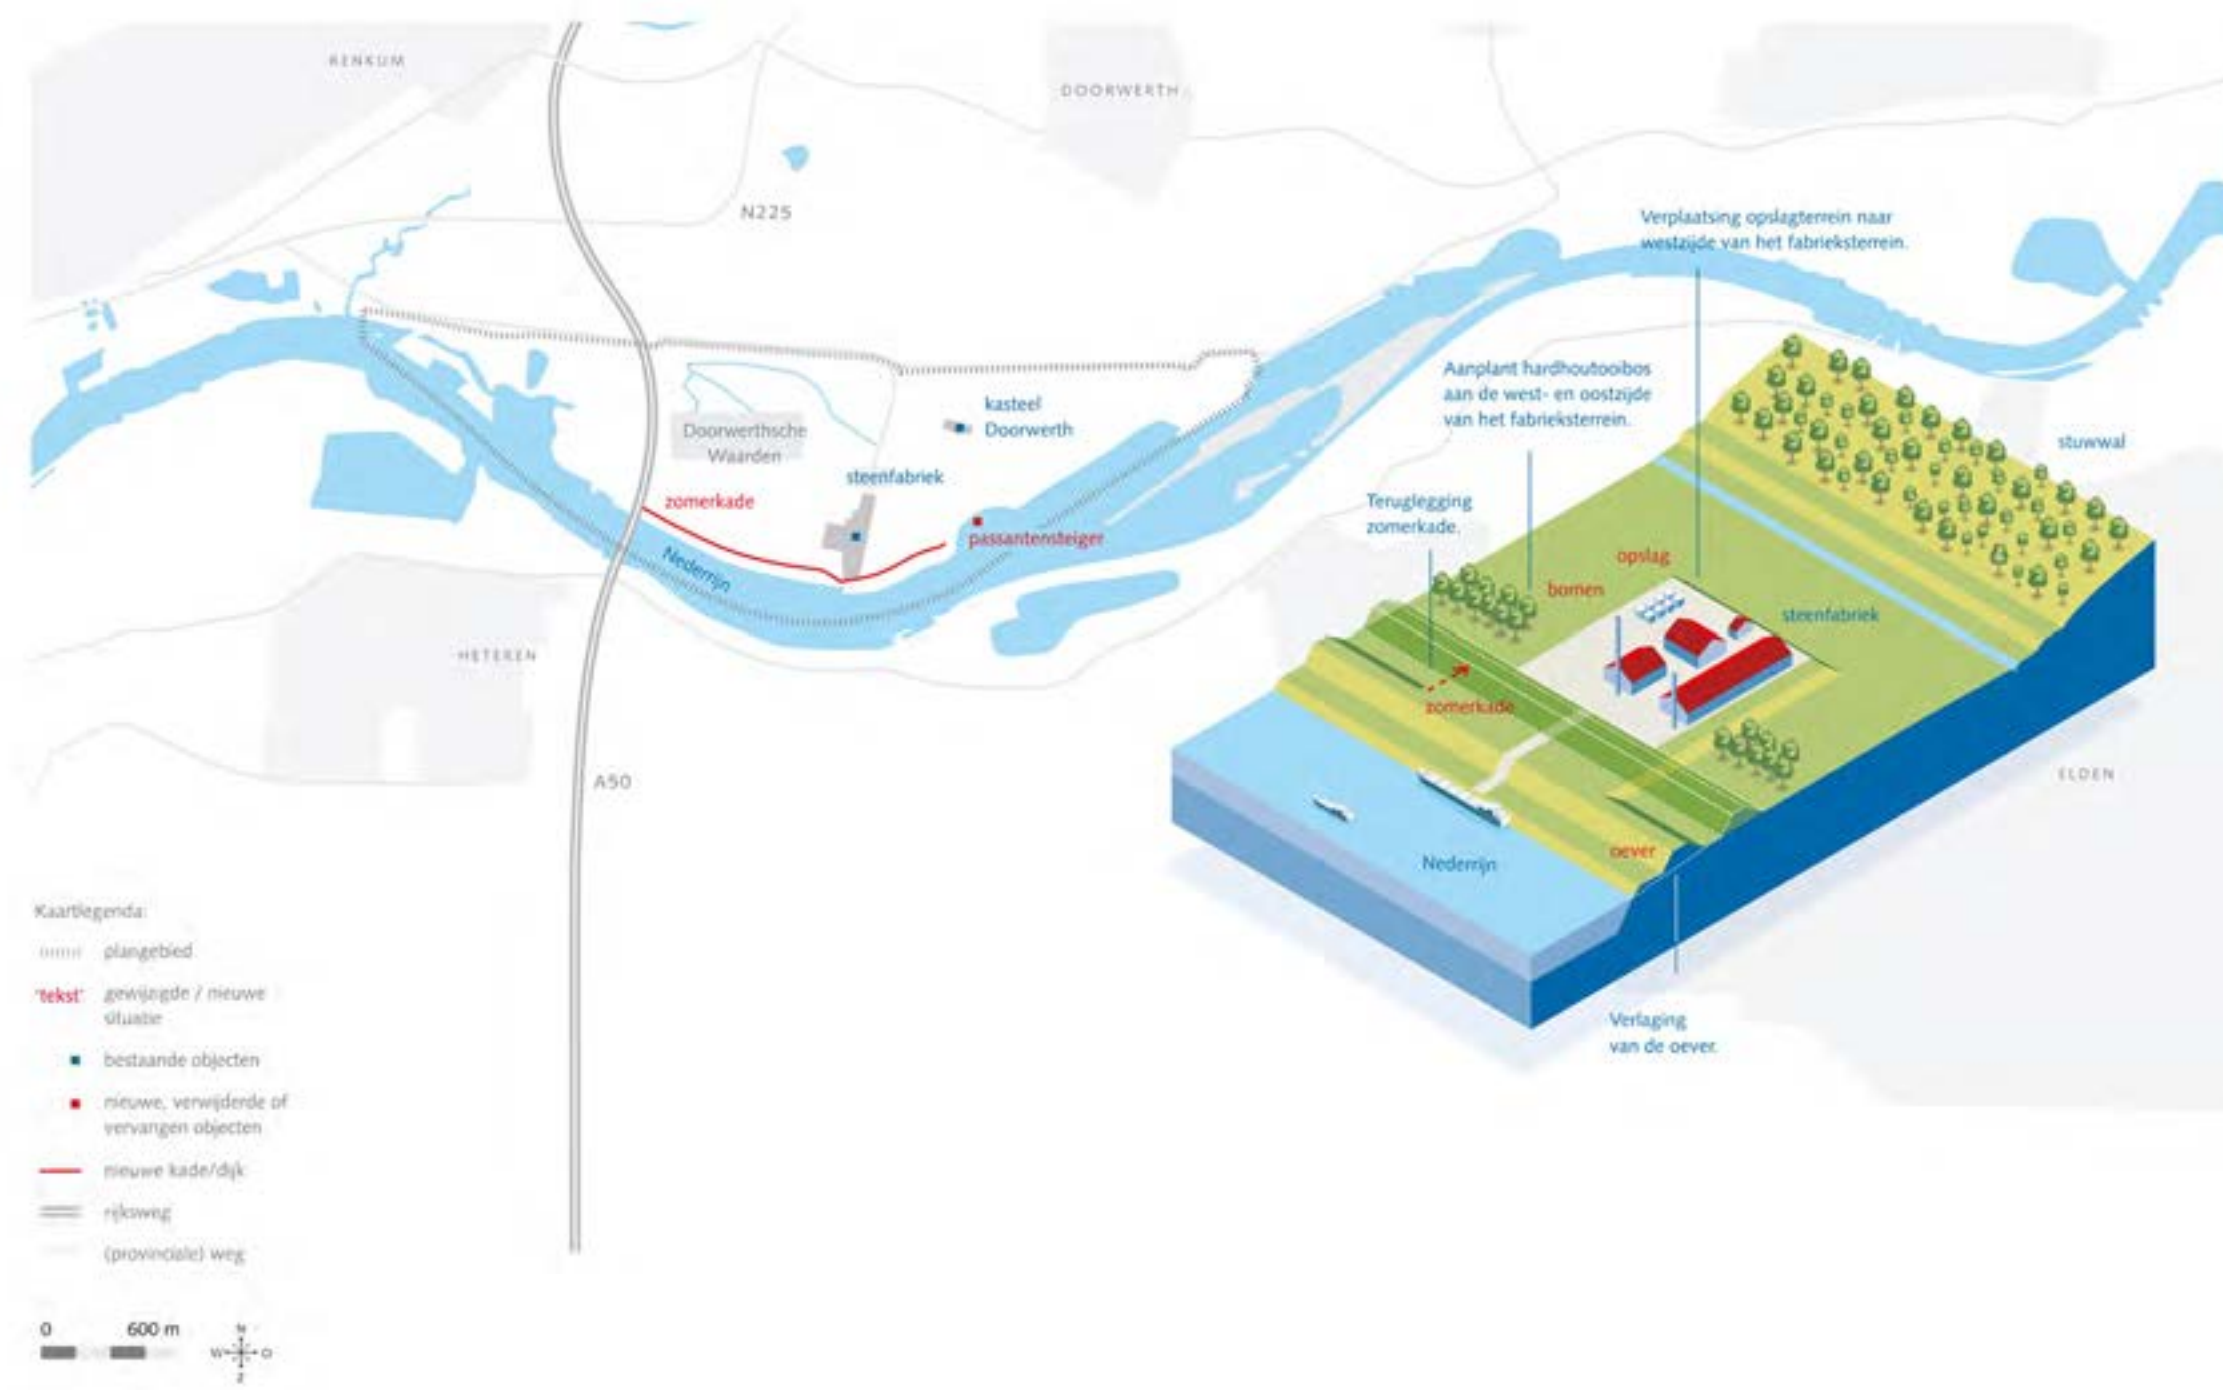 RENKUM
DOORWERTH
N225
Verplaatsing opslagterrein naar
westzijde van het fabrieksterrein.
Aanplant hardhoutooibos
aan de west- en oostzijde
van het fabrieksterrein.
kasteel
Doorwerth
Doorwerthsche
Waarden
stuwwal
steenfabriek
zomerkade
Teruglegging
zomerkade.
passantensteiger
Nederrijn
opslag
bomen
steenfabriek
HETEREN
zomerkade
A50
ELDEN
oever
Nederrijn
Verlaging
van de oever.
Kaartlegenda:
plangebied
"tekst" gewijzigde / nieuwe
situatie
bestaande objecten
nieuwe, verwijderde of
vervangen objecten
nieuwe kade/dijk
rijksweg
(provinciale) weg
0 600 m
N
W O
Z